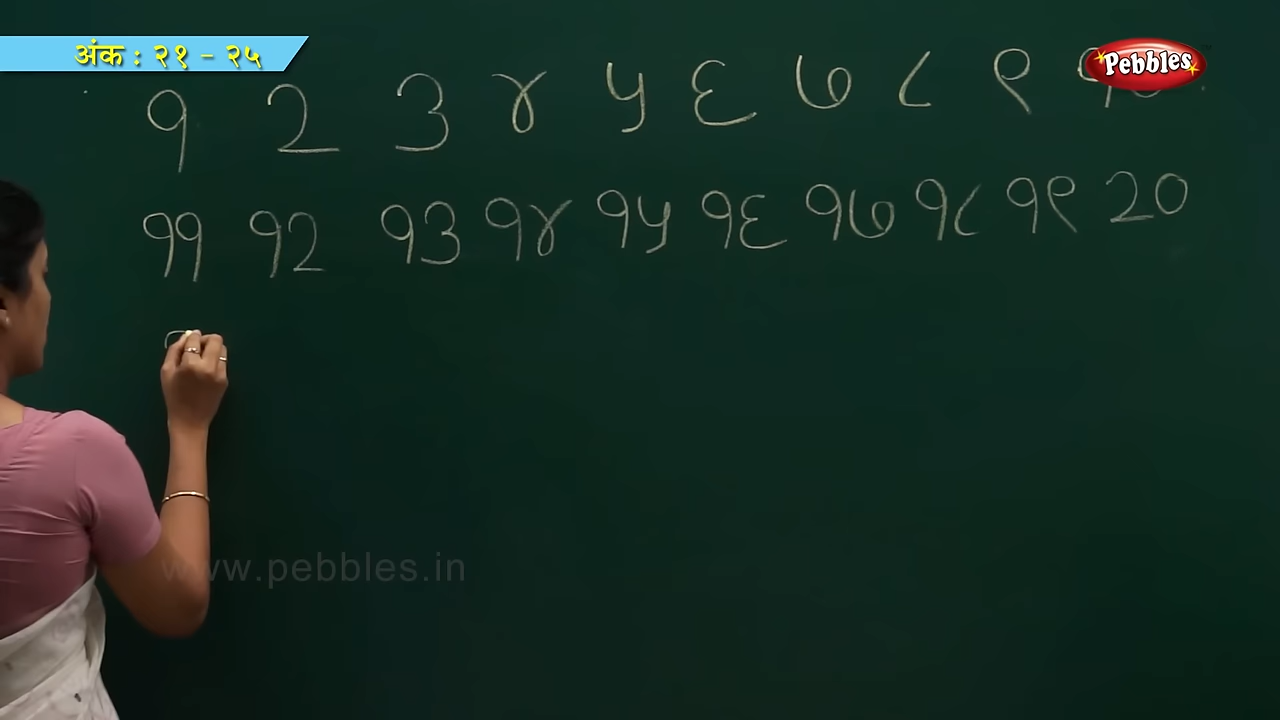 अंक : २१ - २५
Pebbles
१ २ ३ ४ ५ ६ ७ ८ ९ १०
११ १२ १३ १४ १५ १६ १७ १८ १९ २०
www.pebbles.in